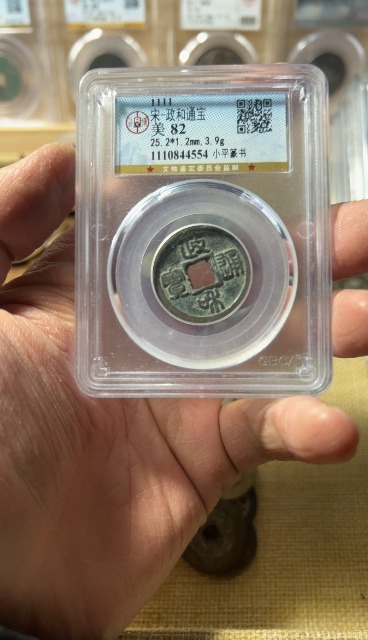 1111
宋·政和通宝
美 82
25.2*1.2mm,3.9g
1110844554 小平篆书
★ 文物鉴定委员会监制 ★
GBCA
政和通寳